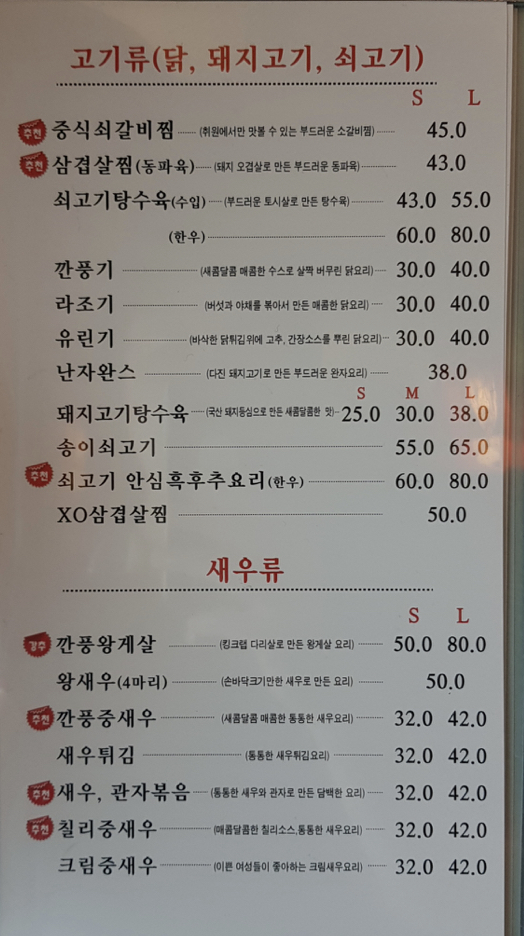 고기류(닭, 돼지고기, 쇠고기)
S L
추천 중식쇠갈비찜 (취원에서만 맛볼 수 있는 부드러운 소갈비찜) 45.0
추천 삼겹살찜(동파육) (돼지 오겹살로 만든 부드러운 동파육) 43.0
쇠고기탕수육(수입) (부드러운 토시살로 만든 탕수육) 43.0 55.0
(한우) 60.0 80.0
깐풍기 (새콤달콤 매콤한 수스로 살짝 버무린 닭요리) 30.0 40.0
라조기 (버섯과 야채를 볶아서 만든 매콤한 닭요리) 30.0 40.0
유린기 (바삭한 닭튀김위에 고추, 간장소스를 뿌린 닭요리) 30.0 40.0
난자완스 (다진 돼지고기로 만든 부드러운 완자요리) 38.0
S M L
돼지고기탕수육 (국산 돼지등심으로 만든 새콤달콤한 맛) 25.0 30.0 38.0
송이쇠고기 55.0 65.0
추천 쇠고기 안심흑후추요리(한우) 60.0 80.0
XO삼겹살찜 50.0
새우류
S L
강추 깐풍왕게살 (킹크랩 다리살로 만든 왕게살 요리) 50.0 80.0
왕새우(4마리) (손바닥크기만한 새우로 만든 요리) 50.0
추천 깐풍중새우 (새콤달콤 매콤한 통통한 새우요리) 32.0 42.0
새우튀김 (통통한 새우튀김요리) 32.0 42.0
추천 새우, 관자볶음 (통통한 새우와 관자로 만든 담백한 요리) 32.0 42.0
추천 칠리중새우 (매콤달콤한 칠리소스,통통한 새우요리) 32.0 42.0
크림중새우 (이쁜 여성들이 좋아하는 크림새우요리) 32.0 42.0